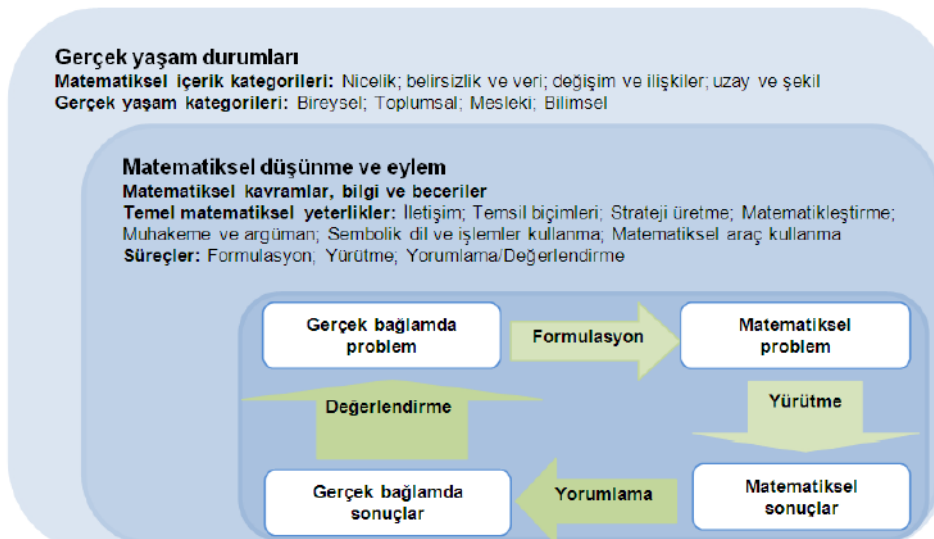 Gerçek yaşam durumları
Matematiksel içerik kategorileri: Nicelik; belirsizlik ve veri; değişim ve ilişkiler; uzay ve şekil
Gerçek yaşam kategorileri: Bireysel; Toplumsal; Mesleki; Bilimsel
Matematiksel düşünme ve eylem
Matematiksel kavramlar, bilgi ve beceriler
Temel matematiksel yeterlikler: İletişim; Temsil biçimleri; Strateji üretme; Matematikleştirme;
Muhakeme ve argüman; Sembolik dil ve işlemler kullanma; Matematiksel araç kullanma
Süreçler: Formulasyon; Yürütme; Yorumlama/Değerlendirme
Gerçek bağlamda
problem
Formulasyon
Matematiksel
problem
Değerlendirme
Yürütme
Gerçek bağlamda
sonuçlar
Yorumlama
Matematiksel
sonuçlar